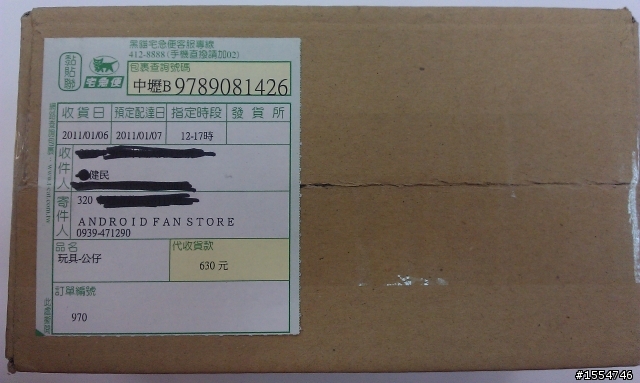 黑貓宅急便客服專線
412-8888(手機直撥請加02)
黏貼聯
宅急便
包裹查詢號碼
中壢B 9789081426
收貨日 預定配達日 指定時段 發貨所
2011/01/06 2011/01/07 12-17時
收件人
健民
寄件人
320
ANDROID FAN STORE
0939-471290
品名
代收貨款
玩具-公仔
630 元
訂單編號
970
#1554746